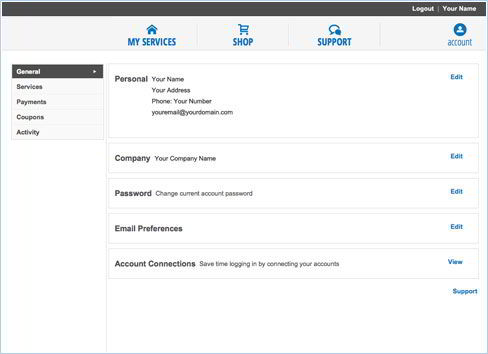 Logout | Your Name
MY SERVICES
SHOP
SUPPORT
account
General
Services
Payments
Coupons
Activity
Personal Your Name Edit
Your Address
Phone: Your Number
youremail@yourdomain.com
Company Your Company Name Edit
Password Change current account password Edit
Email Preferences Edit
Account Connections Save time logging in by connecting your accounts View
Support